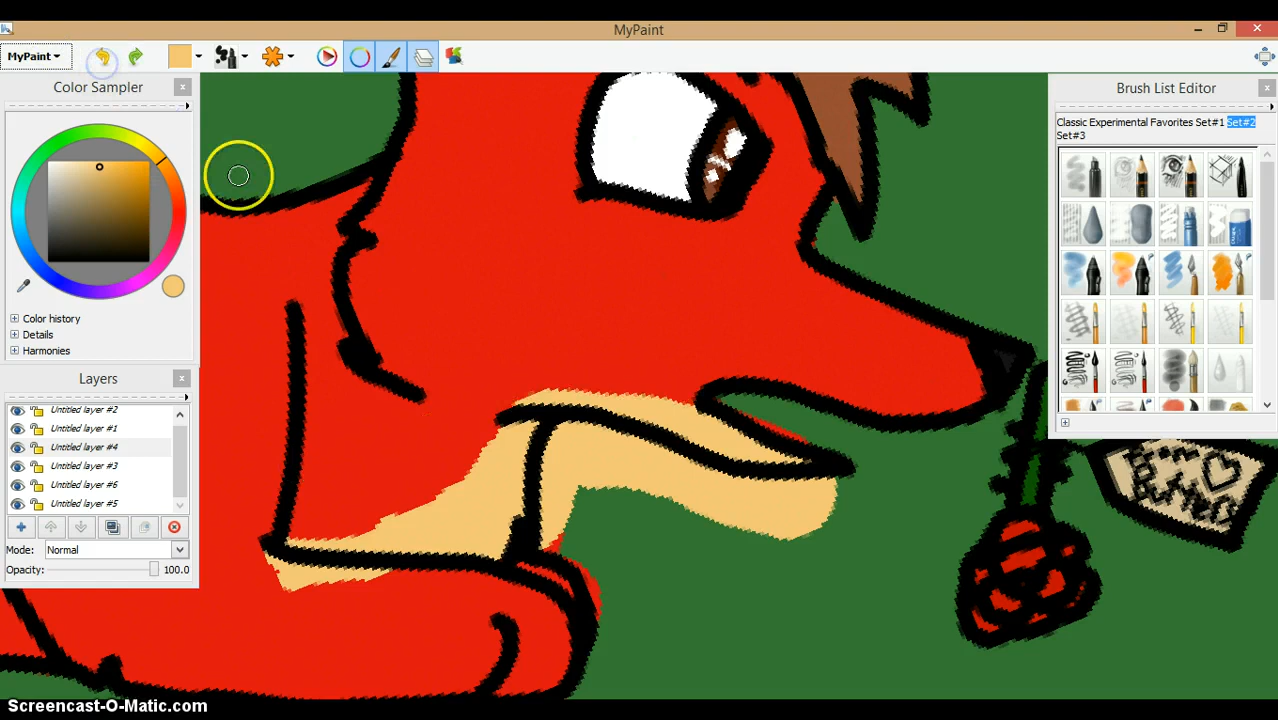 MyPaint
MyPaint
Color Sampler
Color history
Details
Harmonies
Layers
Untitled layer #2
Untitled layer #1
Untitled layer #4
Untitled layer #3
Untitled layer #6
Untitled layer #5
Mode: Normal
Opacity: 100.0
Brush List Editor
Classic Experimental Favorites Set#1 Set#2
Set#3
Screencast-O-Matic.com